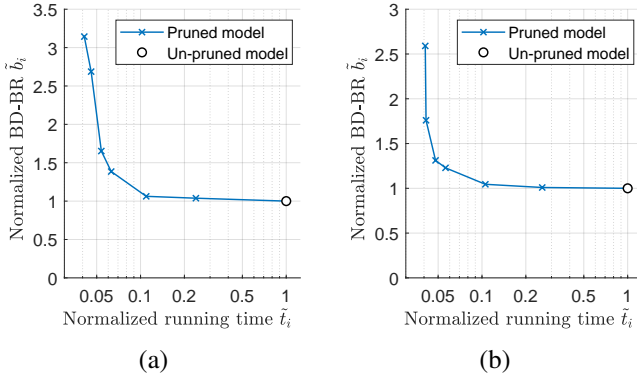 3.5
3
2.5
2
1.5
1
0.5
0
0.05
0.1
0.2
0.5
1
Normalized BD-BR b̃ᵢ
Normalized running time t̃ᵢ
Pruned model
Un-pruned model
(a)
3
2.5
2
1.5
1
0.5
0
0.05
0.1
0.2
0.5
1
Normalized BD-BR b̃ᵢ
Normalized running time t̃ᵢ
Pruned model
Un-pruned model
(b)